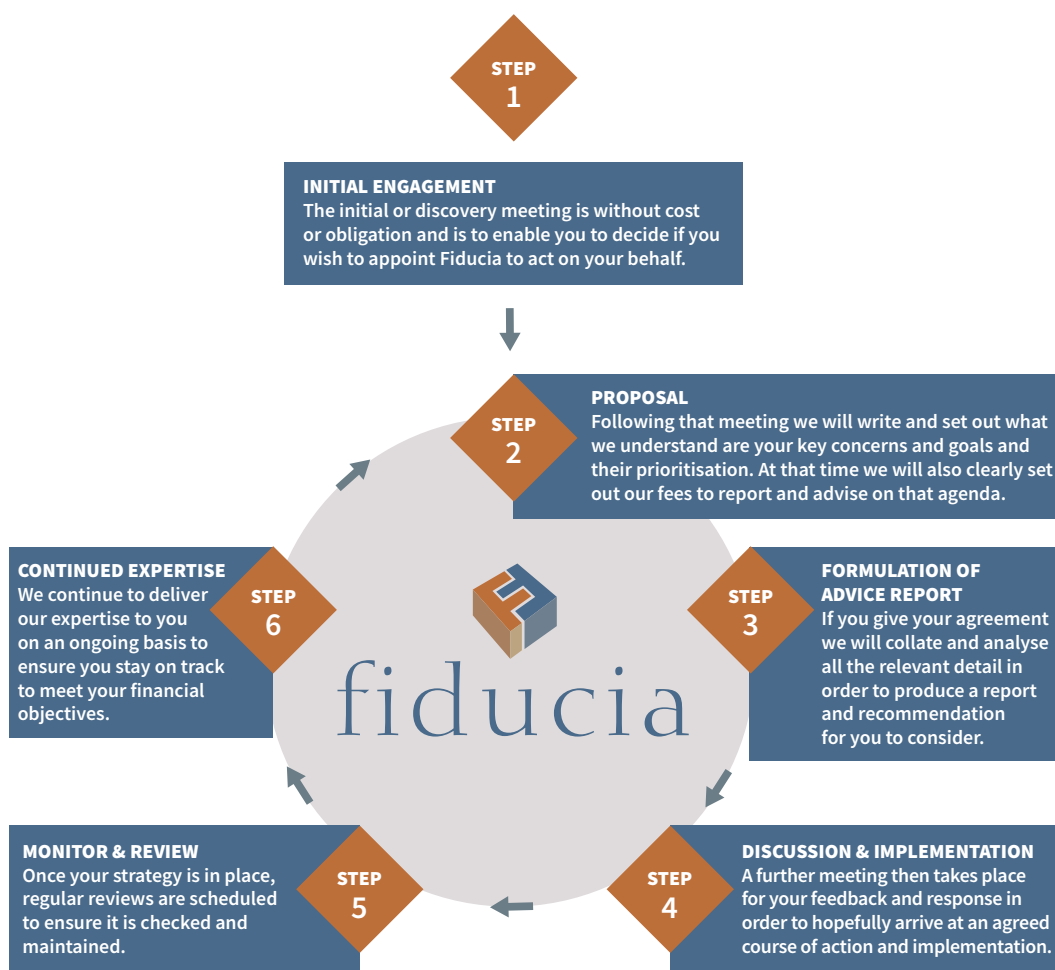 STEP
1
INITIAL ENGAGEMENT
The initial or discovery meeting is without cost
or obligation and is to enable you to decide if you
wish to appoint Fiducia to act on your behalf.
STEP
2
PROPOSAL
Following that meeting we will write and set out what
we understand are your key concerns and goals and
their prioritisation. At that time we will also clearly set
out our fees to report and advise on that agenda.
STEP
3
FORMULATION OF
ADVICE REPORT
If you give your agreement
we will collate and analyse
all the relevant detail in
order to produce a report
and recommendation
for you to consider.
STEP
4
DISCUSSION & IMPLEMENTATION
A further meeting then takes place
for your feedback and response in
order to hopefully arrive at an agreed
course of action and implementation.
STEP
5
MONITOR & REVIEW
Once your strategy is in place,
regular reviews are scheduled
to ensure it is checked and
maintained.
STEP
6
CONTINUED EXPERTISE
We continue to deliver
our expertise to you
on an ongoing basis to
ensure you stay on track
to meet your financial
objectives.
fiducia